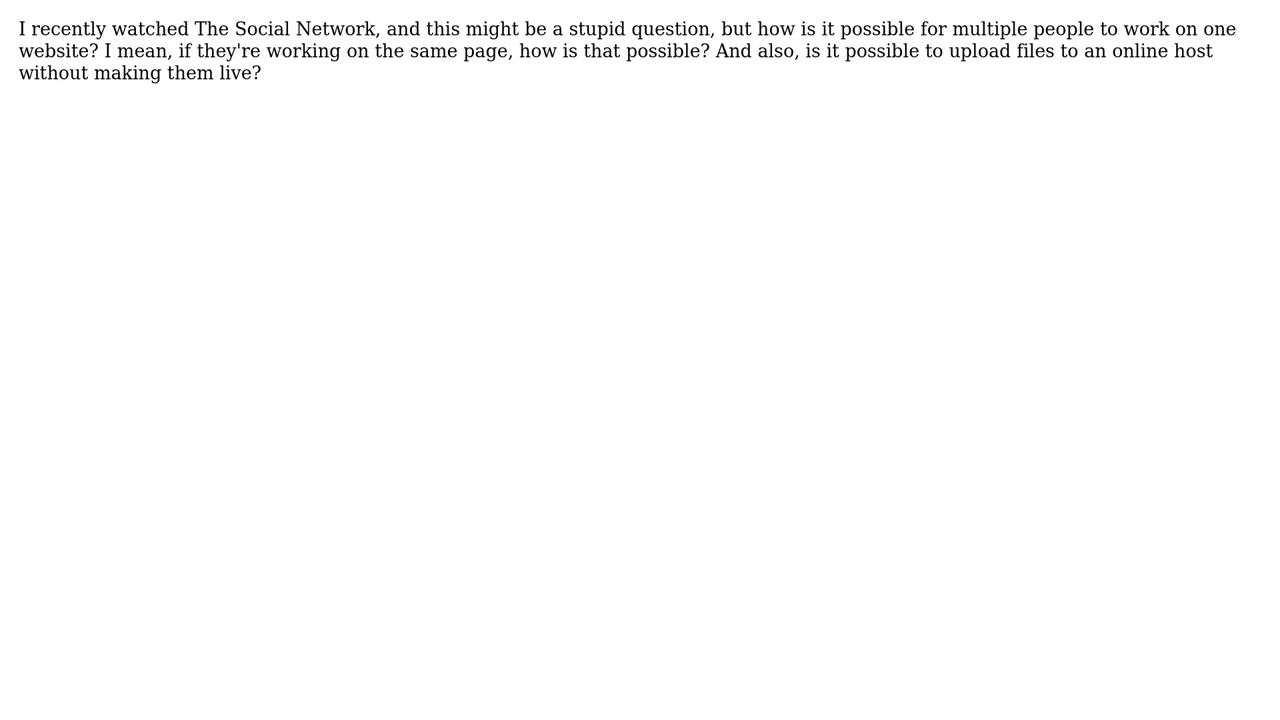 I recently watched The Social Network, and this might be a stupid question, but how is it possible for multiple people to work on one
website? I mean, if they're working on the same page, how is that possible? And also, is it possible to upload files to an online host
without making them live?